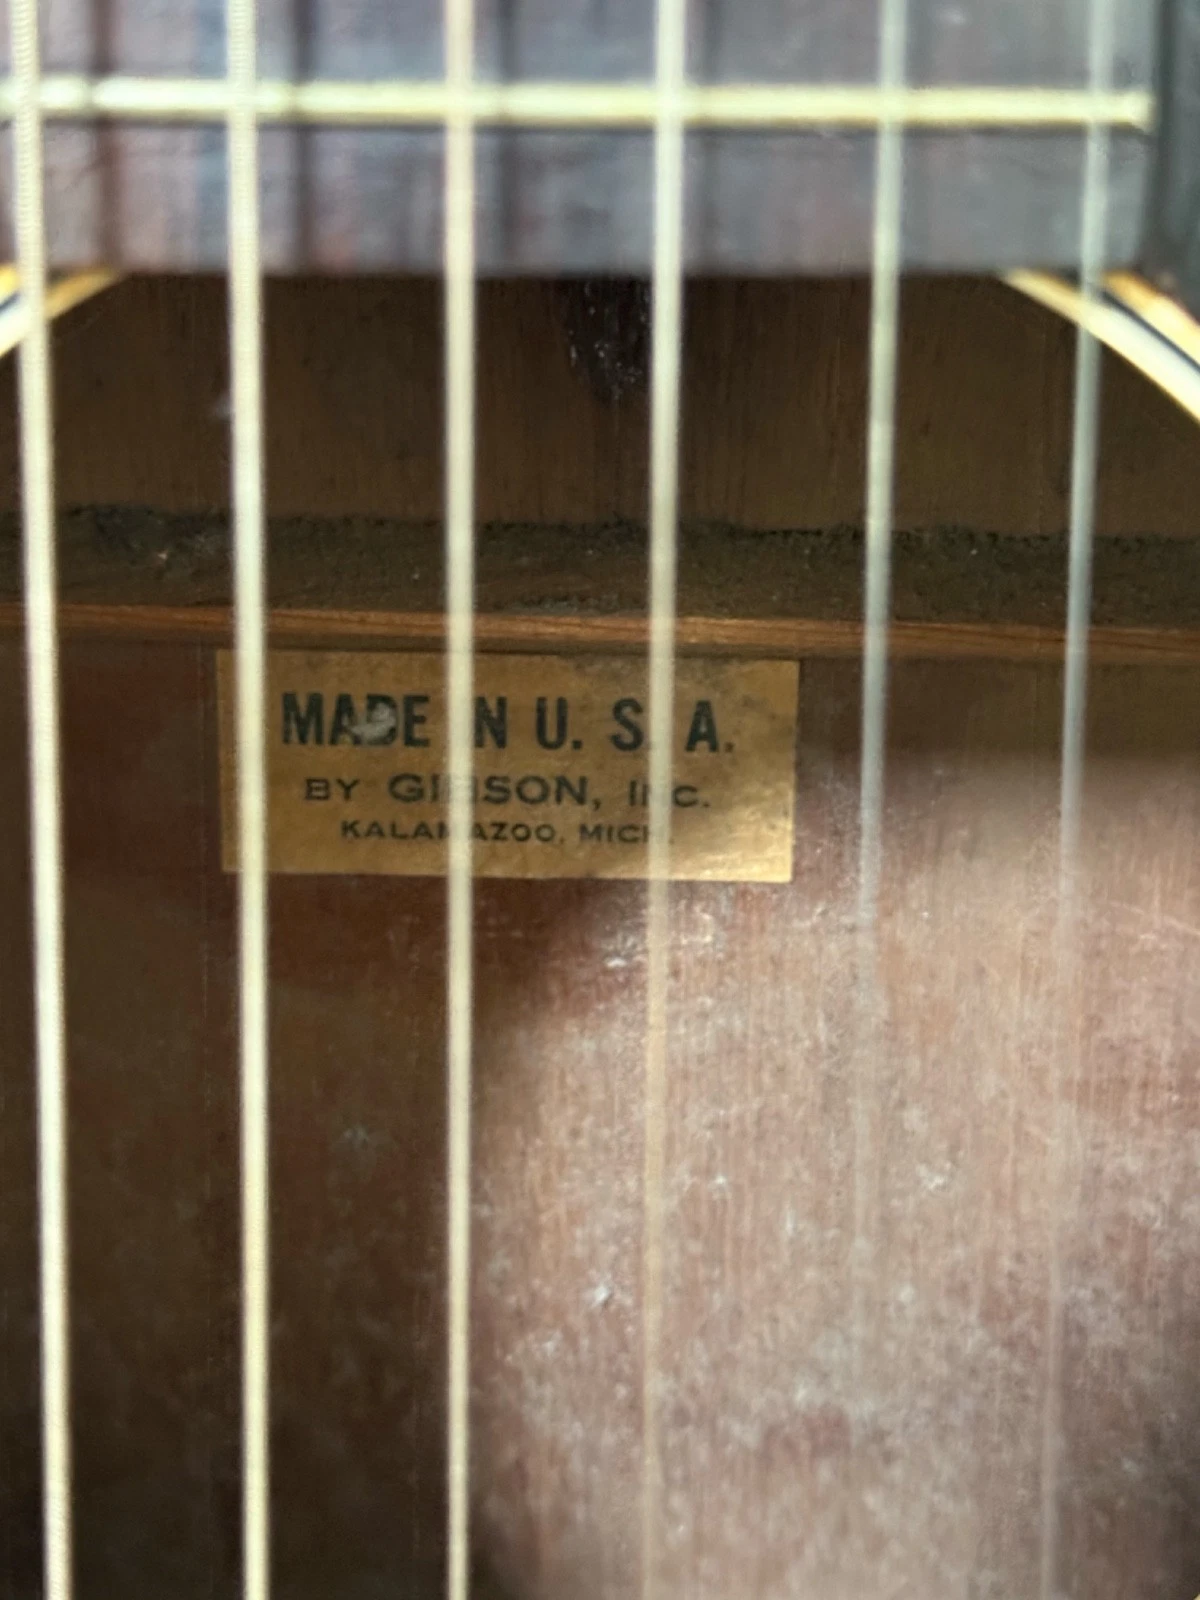 MADE IN U. S. A.
BY GIBSON, INC.
KALAMAZOO, MICH.